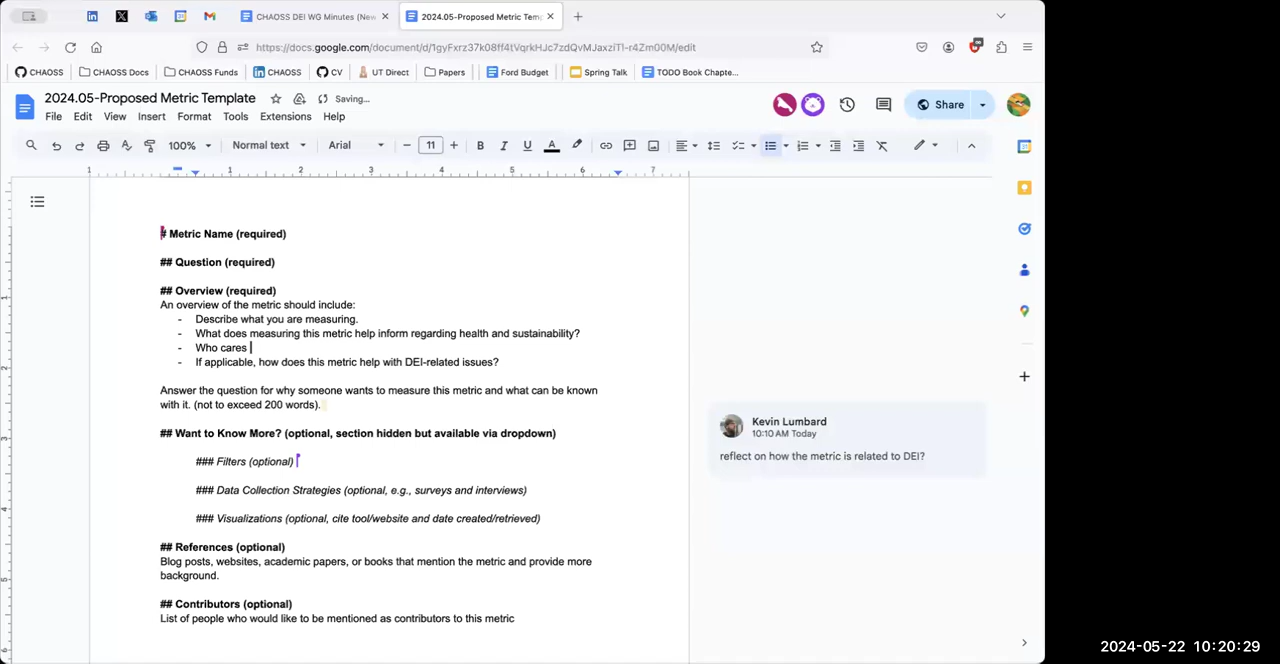 CHAOSS DEI WG Minutes (New
2024.05-Proposed Metric Tem
https://docs.google.com/document/d/1gyFxrz37k08ff4tVqrkHJc7zdQvMJaxziTl-r4Zm00M/edit
CHAOSS
CHAOSS Docs
CHAOSS Funds
CHAOSS
CV
UT Direct
Papers
Ford Budget
Spring Talk
TODO Book Chapte...
2024.05-Proposed Metric Template
Saving...
File Edit View Insert Format Tools Extensions Help
Share
100% Normal text Arial 11 B I U A
1 1 2 3 4 5 6 7
# Metric Name (required)
## Question (required)
## Overview (required)
An overview of the metric should include:
- Describe what you are measuring.
- What does measuring this metric help inform regarding health and sustainability?
- Who cares
- If applicable, how does this metric help with DEI-related issues?
Answer the question for why someone wants to measure this metric and what can be known
with it. (not to exceed 200 words).
## Want to Know More? (optional, section hidden but available via dropdown)
### Filters (optional)
### Data Collection Strategies (optional, e.g., surveys and interviews)
### Visualizations (optional, cite tool/website and date created/retrieved)
## References (optional)
Blog posts, websites, academic papers, or books that mention the metric and provide more
background.
## Contributors (optional)
List of people who would like to be mentioned as contributors to this metric
Kevin Lumbard
10:10 AM Today
reflect on how the metric is related to DEI?
2024-05-22 10:20:29